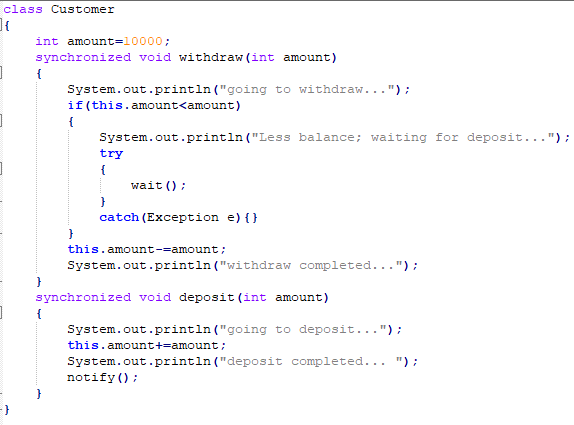 class Customer
{
int amount=10000;
synchronized void withdraw(int amount)
{
System.out.println("going to withdraw...");
if(this.amount<amount)
{
System.out.println("Less balance; waiting for deposit...");
try
{
wait();
}
catch(Exception e){}
}
this.amount-=amount;
System.out.println("withdraw completed...");
}
synchronized void deposit(int amount)
{
System.out.println("going to deposit...");
this.amount+=amount;
System.out.println("deposit completed... ");
notify();
}
}